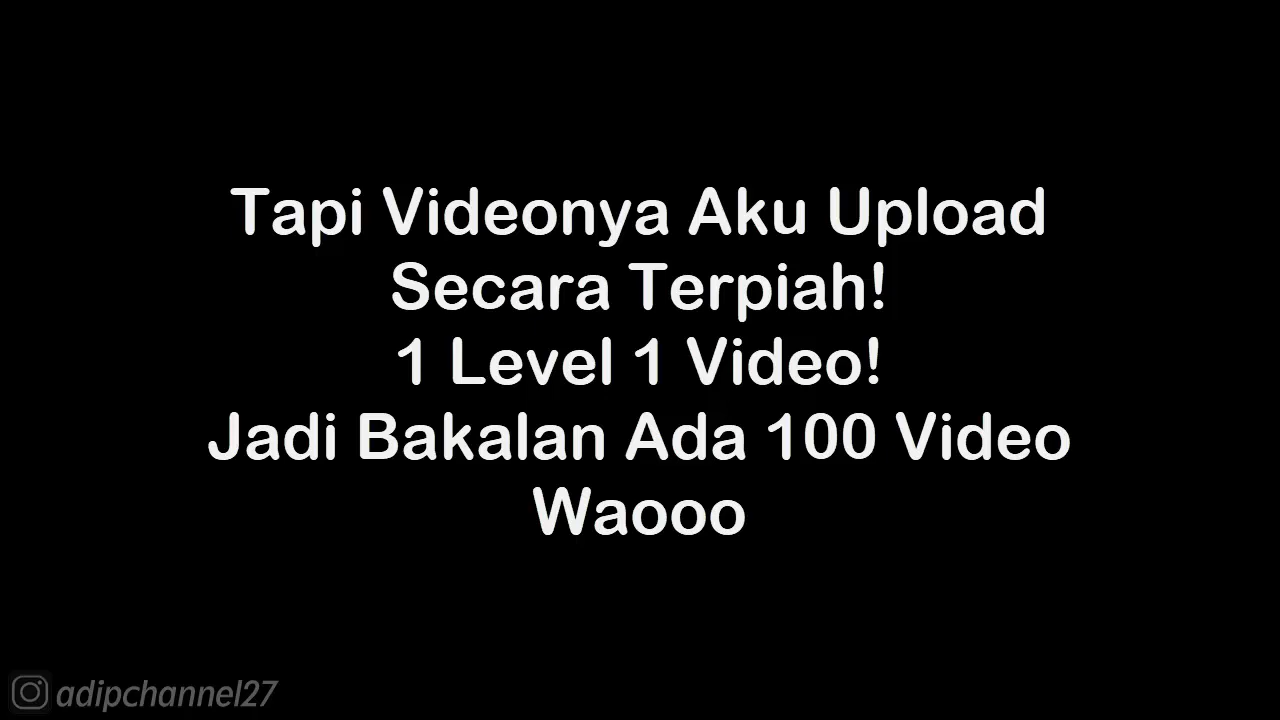 Tapi Videonya Aku Upload
Secara Terpiah!
1 Level 1 Video!
Jadi Bakalan Ada 100 Video
Waooo
adipchannel27